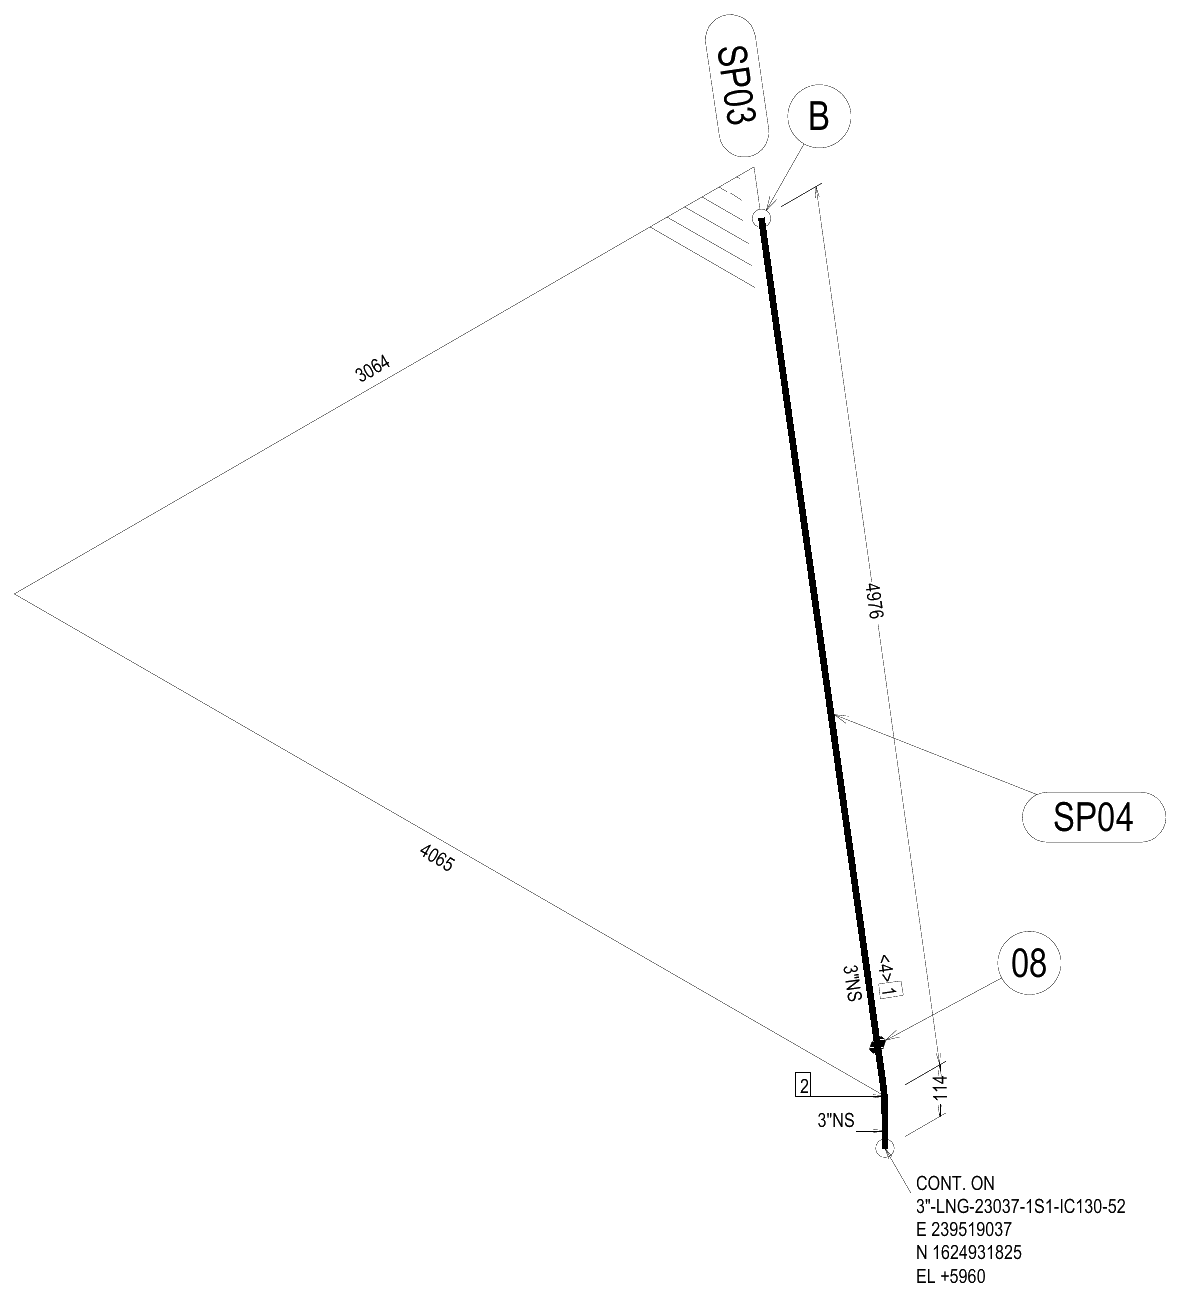 SP03
B
3064
4976
SP04
4065
08
<4> 1
3"NS
2
114
3"NS
CONT. ON
3"-LNG-23037-1S1-IC130-52
E 239519037
N 1624931825
EL +5960